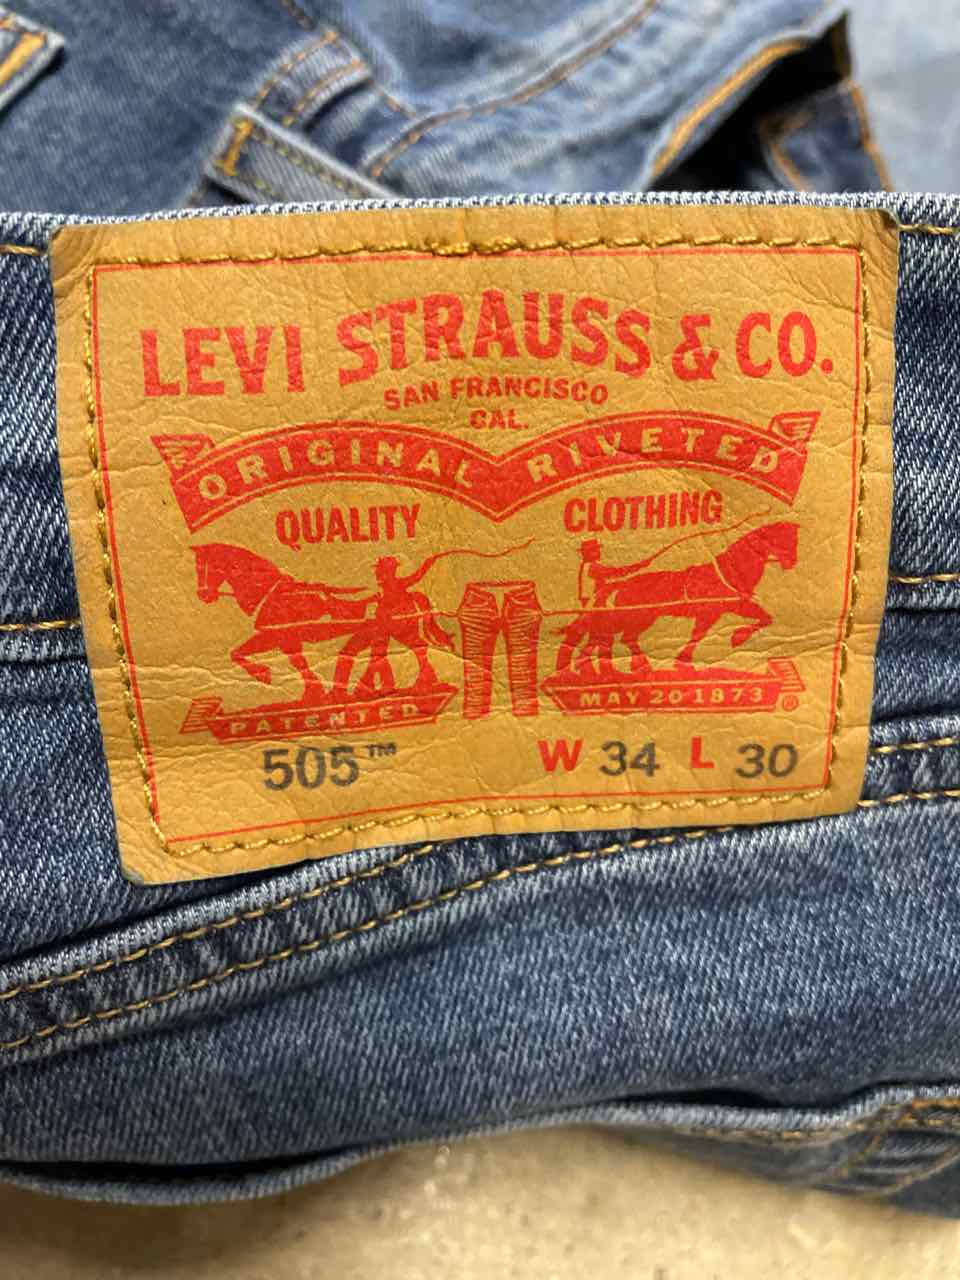 LEVI STRAUSS & CO.
SAN FRANCISCO
CAL.
ORIGINAL RIVETED
QUALITY CLOTHING
PATENTED MAY 20 1873 ®
505™ W 34 L 30